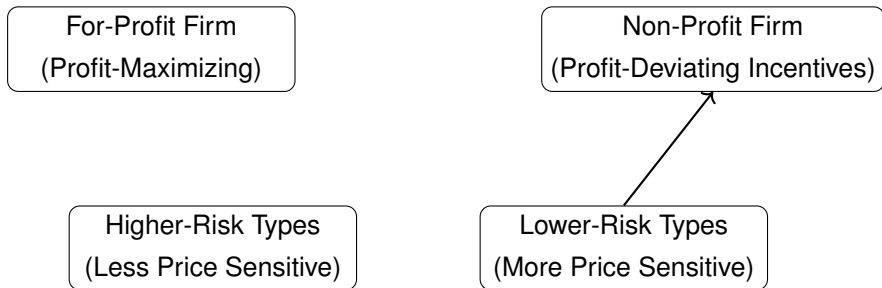 For-Profit Firm
(Profit-Maximizing)
Non-Profit Firm
(Profit-Deviating Incentives)
Higher-Risk Types
(Less Price Sensitive)
Lower-Risk Types
(More Price Sensitive)